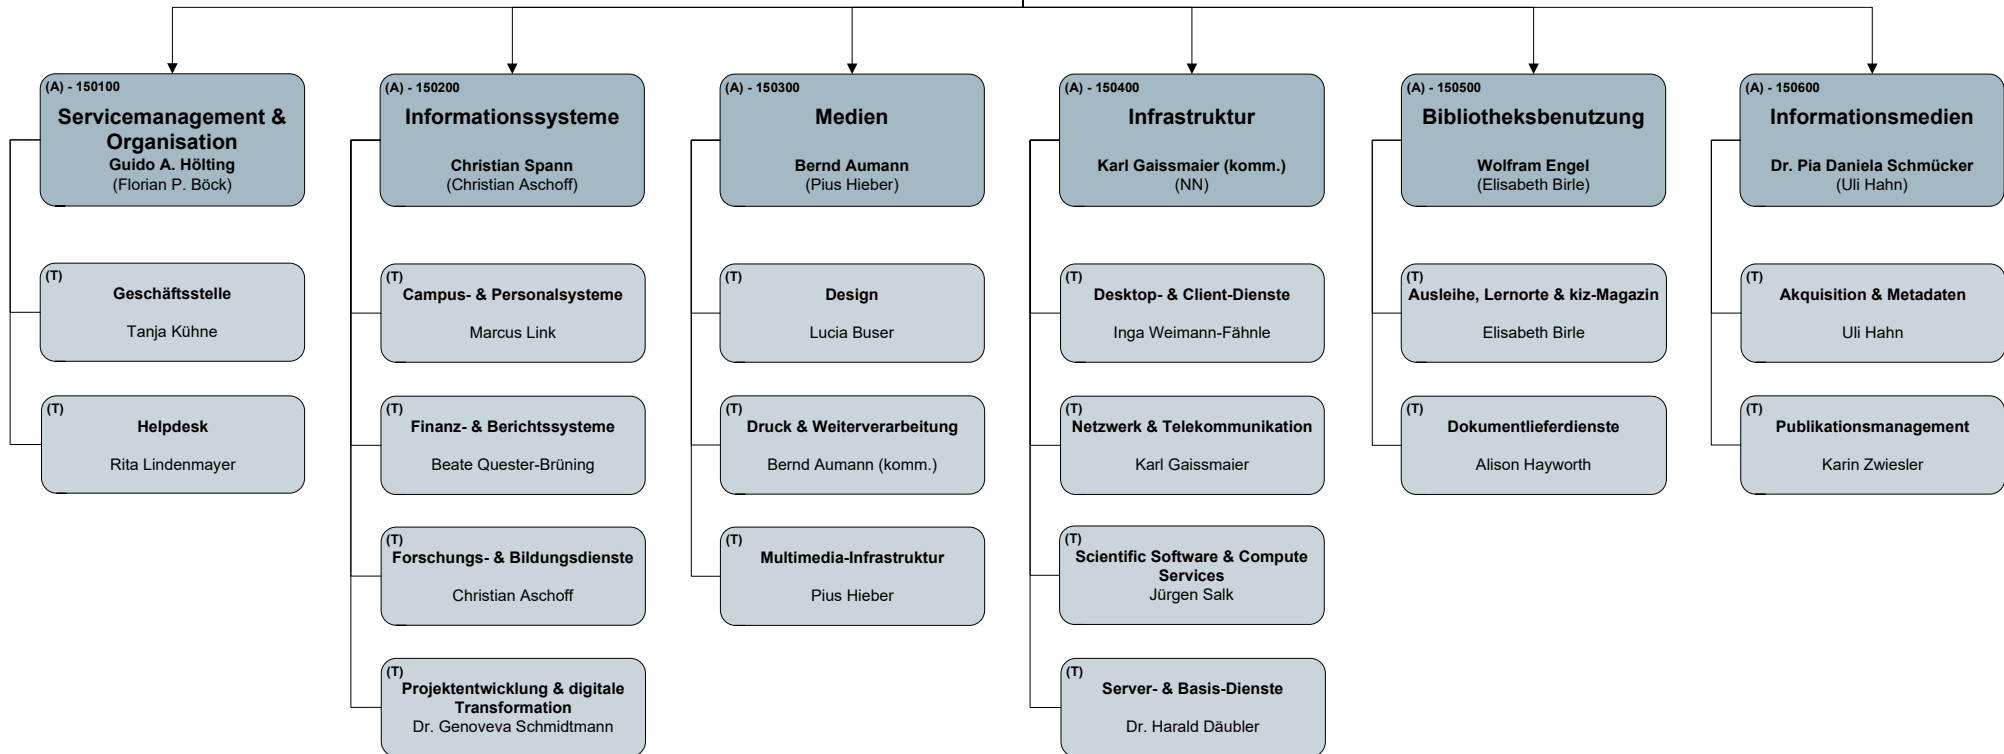 (A) - 150100
Servicemanagement &
Organisation
Guido A. Hölting
(Florian P. Böck)
(T)
Geschäftsstelle
Tanja Kühne
(T)
Helpdesk
Rita Lindenmayer
(A) - 150200
Informationssysteme
Christian Spann
(Christian Aschoff)
(T)
Campus- & Personalsysteme
Marcus Link
(T)
Finanz- & Berichtssysteme
Beate Quester-Brüning
(T)
Forschungs- & Bildungsdienste
Christian Aschoff
(T)
Projektentwicklung & digitale
Transformation
Dr. Genoveva Schmidtmann
(A) - 150300
Medien
Bernd Aumann
(Pius Hieber)
(T)
Design
Lucia Buser
(T)
Druck & Weiterverarbeitung
Bernd Aumann (komm.)
(T)
Multimedia-Infrastruktur
Pius Hieber
(A) - 150400
Infrastruktur
Karl Gaissmaier (komm.)
(NN)
(T)
Desktop- & Client-Dienste
Inga Weimann-Fähnle
(T)
Netzwerk & Telekommunikation
Karl Gaissmaier
(T)
Scientific Software & Compute
Services
Jürgen Salk
(T)
Server- & Basis-Dienste
Dr. Harald Däubler
(A) - 150500
Bibliotheksbenutzung
Wolfram Engel
(Elisabeth Birle)
(T)
Ausleihe, Lernorte & kiz-Magazin
Elisabeth Birle
(T)
Dokumentlieferdienste
Alison Hayworth
(A) - 150600
Informationsmedien
Dr. Pia Daniela Schmücker
(Uli Hahn)
(T)
Akquisition & Metadaten
Uli Hahn
(T)
Publikationsmanagement
Karin Zwiesler